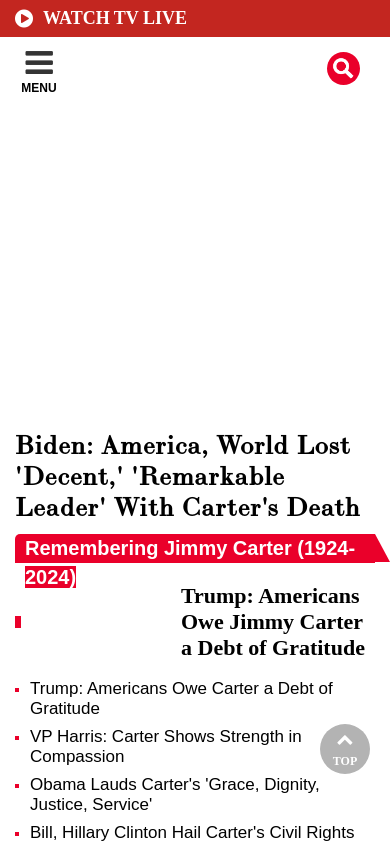 WATCH TV LIVE
MENU
Biden: America, World Lost
'Decent,' 'Remarkable
Leader' With Carter's Death
Remembering Jimmy Carter (1924-
2024)
Trump: Americans
Owe Jimmy Carter
a Debt of Gratitude
Trump: Americans Owe Carter a Debt of
Gratitude
VP Harris: Carter Shows Strength in
Compassion
TOP
Obama Lauds Carter's 'Grace, Dignity,
Justice, Service'
Bill, Hillary Clinton Hail Carter's Civil Rights